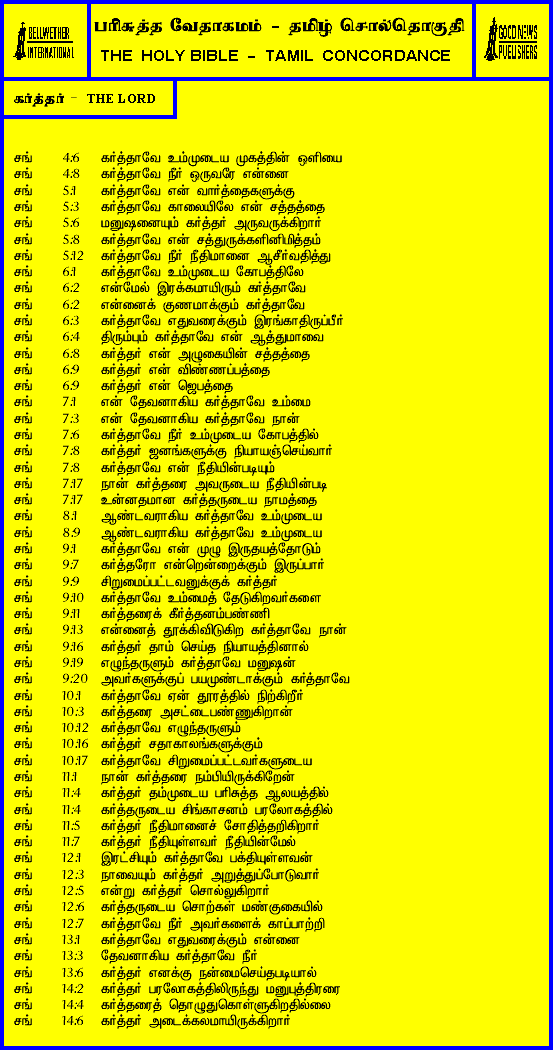 BELLWETHER
INTERNATIONAL
பரிசுத்த வேதாகமம் - தமிழ் சொல்தொகுதி
THE HOLY BIBLE - TAMIL CONCORDANCE
GOOD NEWS
PUBLISHERS
கர்த்தர் - THE LORD
சங் 4:6 கர்த்தாவே உம்முடைய முகத்தின் ஒளியை
சங் 4:8 கர்த்தாவே நீர் ஒருவரே என்னை
சங் 5:1 கர்த்தாவே என் வார்த்தைகளுக்கு
சங் 5:3 கர்த்தாவே காலையிலே என் சத்தத்தை
சங் 5:6 மனுஷனையும் கர்த்தர் அருவருக்கிறார்
சங் 5:8 கர்த்தாவே என் சத்துருக்களினிமித்தம்
சங் 5:12 கர்த்தாவே நீர் நீதிமானை ஆசீர்வதித்து
சங் 6:1 கர்த்தாவே உம்முடைய கோபத்திலே
சங் 6:2 என்மேல் இரக்கமாயிரும் கர்த்தாவே
சங் 6:2 என்னைக் குணமாக்கும் கர்த்தாவே
சங் 6:3 கர்த்தாவே எதுவரைக்கும் இரங்காதிருப்பீர்
சங் 6:4 திரும்பும் கர்த்தாவே என் ஆத்துமாவை
சங் 6:8 கர்த்தர் என் அழுகையின் சத்தத்தை
சங் 6:9 கர்த்தர் என் விண்ணப்பத்தை
சங் 6:9 கர்த்தர் என் ஜெபத்தை
சங் 7:1 என் தேவனாகிய கர்த்தாவே உம்மை
சங் 7:3 என் தேவனாகிய கர்த்தாவே நான்
சங் 7:6 கர்த்தாவே நீர் உம்முடைய கோபத்தில்
சங் 7:8 கர்த்தர் ஜனங்களுக்கு நியாயஞ்செய்வார்
சங் 7:8 கர்த்தாவே என் நீதியின்படியும்
சங் 7:17 நான் கர்த்தரை அவருடைய நீதியின்படி
சங் 7:17 உன்னதமான கர்த்தருடைய நாமத்தை
சங் 8:1 ஆண்டவராகிய கர்த்தாவே உம்முடைய
சங் 8:9 ஆண்டவராகிய கர்த்தாவே உம்முடைய
சங் 9:1 கர்த்தாவே என் முழு இருதயத்தோடும்
சங் 9:7 கர்த்தரோ என்றென்றைக்கும் இருப்பார்
சங் 9:9 சிறுமைப்பட்டவனுக்குக் கர்த்தர்
சங் 9:10 கர்த்தாவே உம்மைத் தேடுகிறவர்களை
சங் 9:11 கர்த்தரைக் கீர்த்தனம்பண்ணி
சங் 9:13 என்னைத் தூக்கிவிடுகிற கர்த்தாவே நான்
சங் 9:16 கர்த்தர் தாம் செய்த நியாயத்தினால்
சங் 9:19 எழுந்தருளும் கர்த்தாவே மனுஷன்
சங் 9:20 அவர்களுக்குப் பயமுண்டாக்கும் கர்த்தாவே
சங் 10:1 கர்த்தாவே ஏன் தூரத்தில் நிற்கிறீர்
சங் 10:3 கர்த்தரை அசட்டைபண்ணுகிறான்
சங் 10:12 கர்த்தாவே எழுந்தருளும்
சங் 10:16 கர்த்தர் சதாகாலங்களுக்கும்
சங் 10:17 கர்த்தாவே சிறுமைப்பட்டவர்களுடைய
சங் 11:1 நான் கர்த்தரை நம்பியிருக்கிறேன்
சங் 11:4 கர்த்தர் தம்முடைய பரிசுத்த ஆலயத்தில்
சங் 11:4 கர்த்தருடைய சிங்காசனம் பரலோகத்தில்
சங் 11:5 கர்த்தர் நீதிமானைச் சோதித்தறிகிறார்
சங் 11:7 கர்த்தர் நீதியுள்ளவர் நீதியின்மேல்
சங் 12:1 இரட்சியும் கர்த்தாவே பக்தியுள்ளவன்
சங் 12:3 நாவையும் கர்த்தர் அறுத்துப்போடுவார்
சங் 12:5 என்று கர்த்தர் சொல்லுகிறார்
சங் 12:6 கர்த்தருடைய சொற்கள் மண்குகையில்
சங் 12:7 கர்த்தாவே நீர் அவர்களைக் காப்பாற்றி
சங் 13:1 கர்த்தாவே எதுவரைக்கும் என்னை
சங் 13:3 தேவனாகிய கர்த்தாவே நீர்
சங் 13:6 கர்த்தர் எனக்கு நன்மைசெய்தபடியால்
சங் 14:2 கர்த்தர் பரலோகத்திலிருந்து மனுபுத்திரரை
சங் 14:4 கர்த்தரைத் தொழுதுகொள்ளுகிறதில்லை
சங் 14:6 கர்த்தர் அடைக்கலமாயிருக்கிறார்